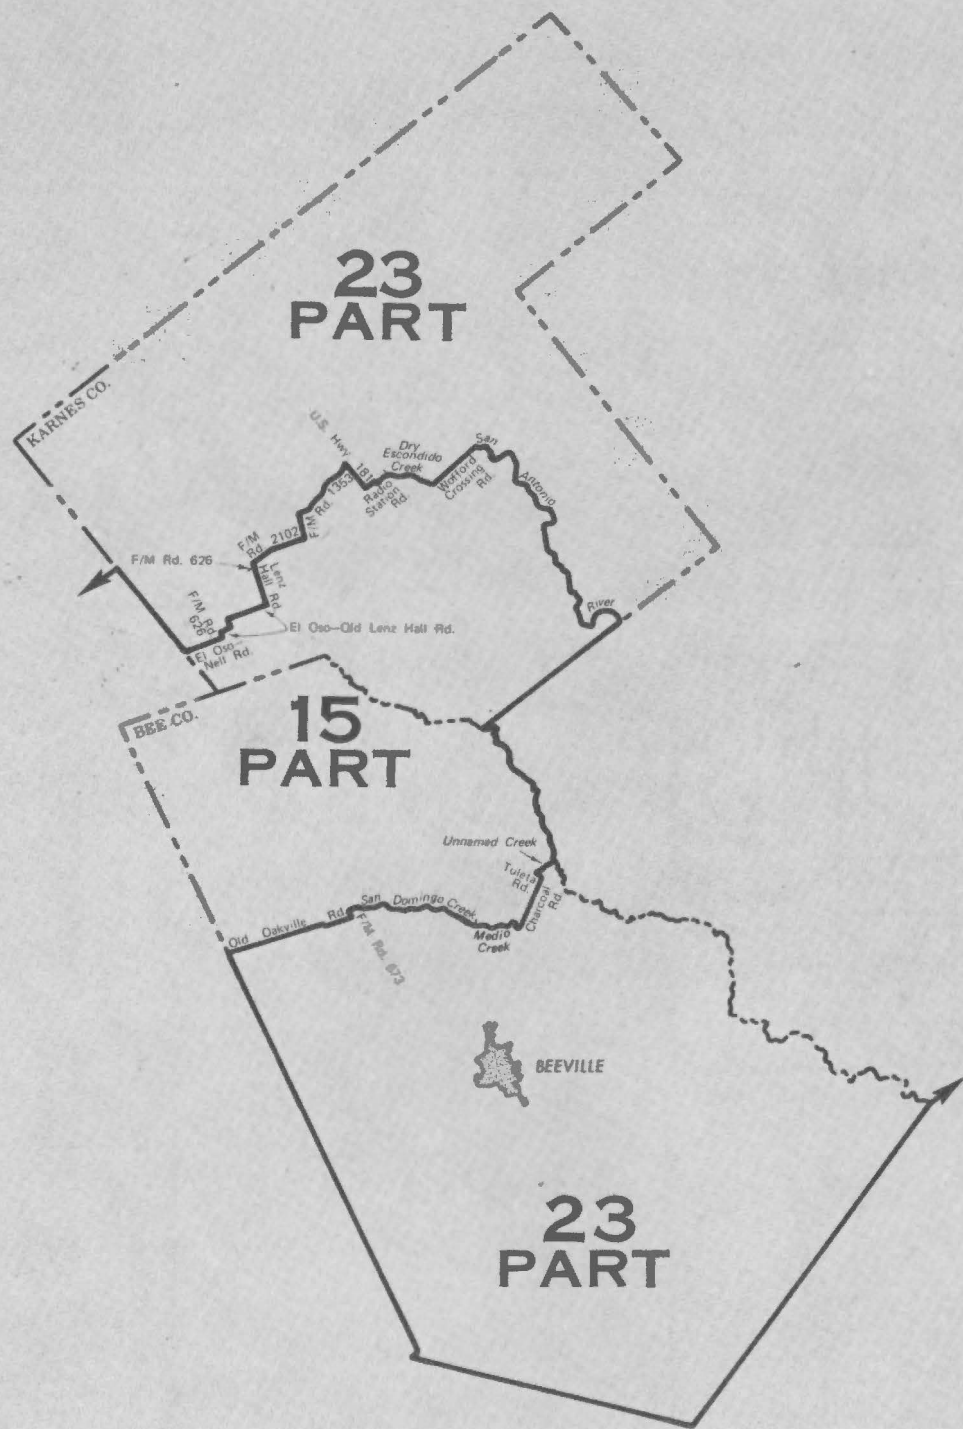 23
PART
KARNES CO.
U.S. Hwy 181
Dry
Escondido
Creek
San
Antonio
River
Radio
Station
Rd.
Wofford
Crossing
Rd.
F/M
Rd. 1353
F/M
Rd. 2102
F/M Rd. 626
Lenz
Hall Rd.
F/M Rd.
626
El Oso—Old Lenz Hall Rd.
El Oso—
Nell Rd.
BEE CO.
15
PART
Unnamed Creek
Tuleta
Rd.
Charcoal
Rd.
Old Oakville Rd.
San Domingo Creek
Medio
Creek
F/M Rd. 673
BEEVILLE
23
PART